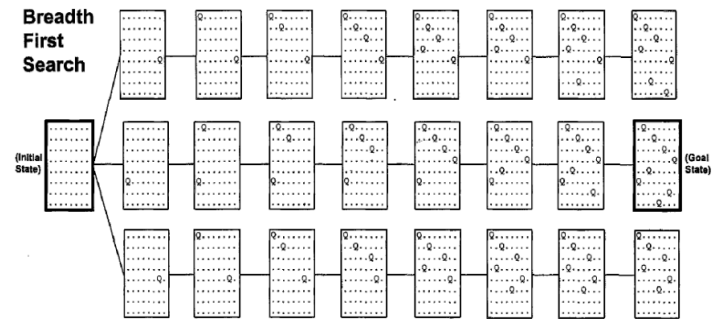 Breadth
First
Search
(Initial
State)
(Goal
State)